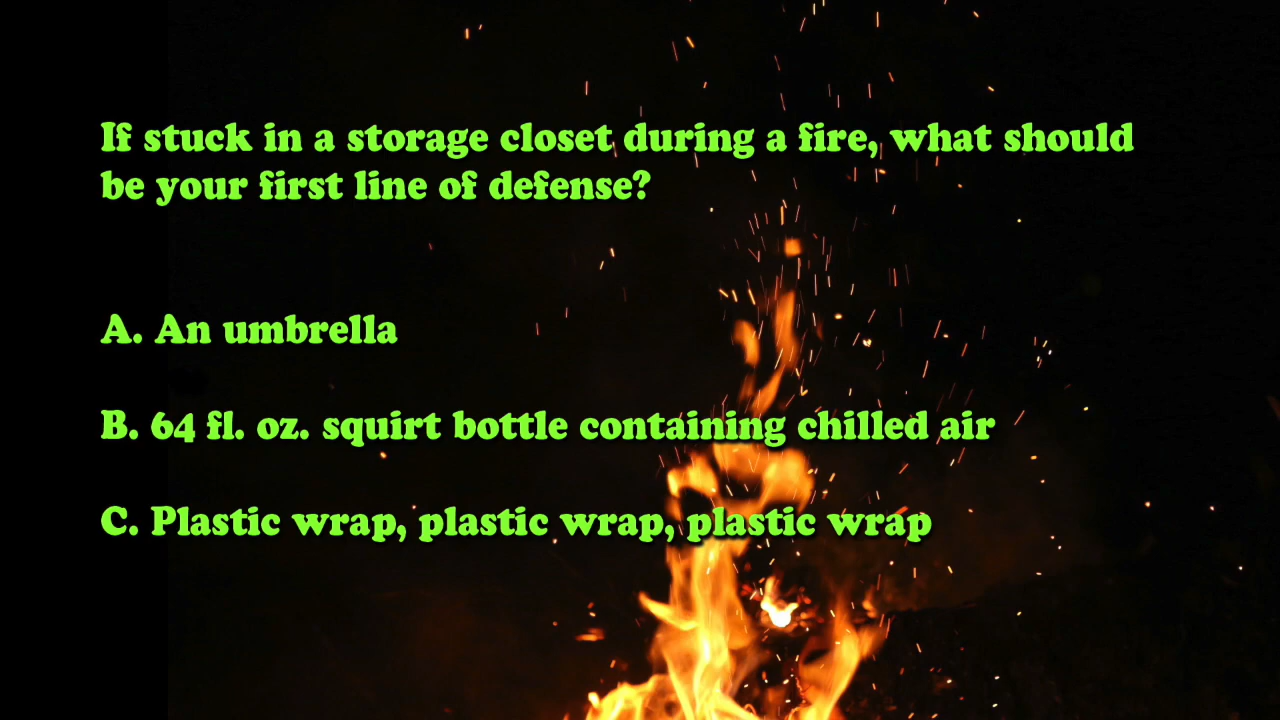 If stuck in a storage closet during a fire, what should
be your first line of defense?
A. An umbrella
B. 64 fl. oz. squirt bottle containing chilled air
C. Plastic wrap, plastic wrap, plastic wrap